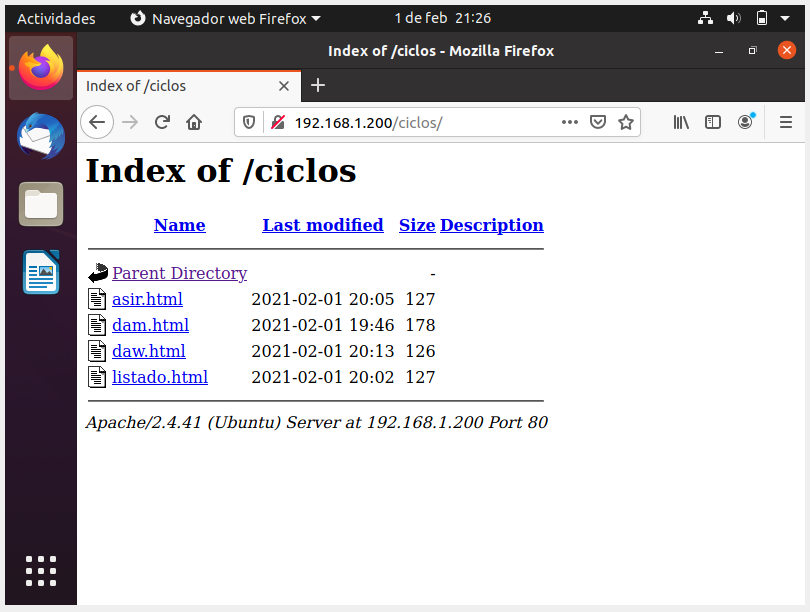 Actividades Navegador web Firefox 1 de feb 21:26
Index of /ciclos - Mozilla Firefox
Index of /ciclos
192.168.1.200/ciclos/
Index of /ciclos
Name Last modified Size Description
Parent Directory -
asir.html 2021-02-01 20:05 127
dam.html 2021-02-01 19:46 178
daw.html 2021-02-01 20:13 126
listado.html 2021-02-01 20:02 127
Apache/2.4.41 (Ubuntu) Server at 192.168.1.200 Port 80